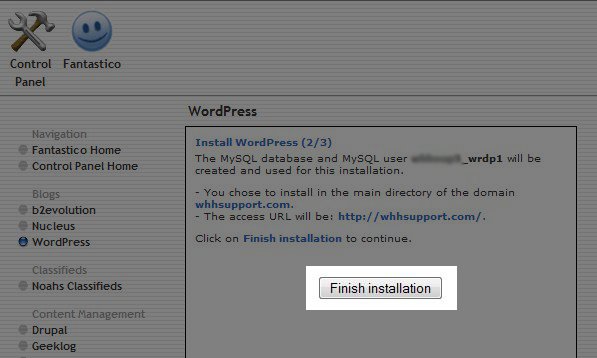 Control
Panel
Fantastico
WordPress
Navigation
Fantastico Home
Control Panel Home
Blogs
b2evolution
Nucleus
WordPress
Classifieds
Noahs Classifieds
Content Management
Drupal
Geeklog
Install WordPress (2/3)
The MySQL database and MySQL user _wrdp1 will be
created and used for this installation.
- You chose to install in the main directory of the domain
whhsupport.com.
- The access URL will be: http://whhsupport.com/.
Click on Finish installation to continue.
Finish installation